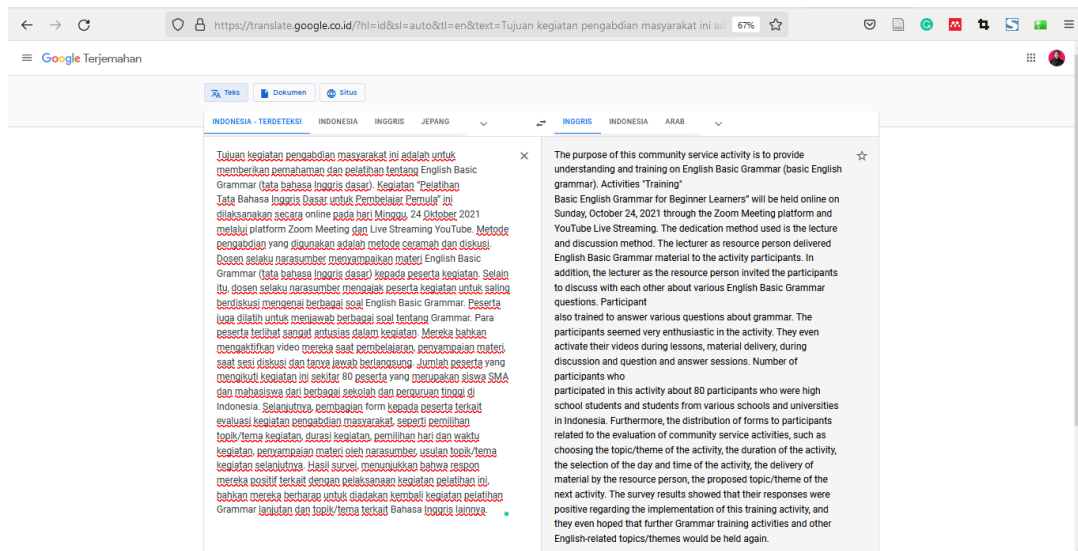 https://translate.google.co.id/?hl=id&sl=auto&tl=en&text=Tujuan kegiatan pengabdian masyarakat ini ad
67%
Google Terjemahan
Teks
Dokumen
Situs
INDONESIA - TERDETEKSI
INDONESIA
INGGRIS
JEPANG
INGGRIS
INDONESIA
ARAB
Tujuan kegiatan pengabdian masyarakat ini adalah untuk
memberikan pemahaman dan pelatihan tentang English Basic
Grammar (tata bahasa Inggris dasar). Kegiatan "Pelatihan
Tata Bahasa Inggris Dasar untuk Pembelajar Pemula" ini
dilaksanakan secara online pada hari Minggu, 24 Oktober 2021
melalui platform Zoom Meeting dan Live Streaming YouTube. Metode
pengabdian yang digunakan adalah metode ceramah dan diskusi.
Dosen selaku narasumber menyampaikan materi English Basic
Grammar (tata bahasa Inggris dasar) kepada peserta kegiatan. Selain
itu, dosen selaku narasumber mengajak peserta kegiatan untuk saling
berdiskusi mengenai berbagai soal English Basic Grammar. Peserta
juga dilatih untuk menjawab berbagai soal tentang Grammar. Para
peserta terlihat sangat antusias dalam kegiatan. Mereka bahkan
mengaktifkan video mereka saat pembelajaran, penyampaian materi,
saat sesi diskusi dan tanya jawab berlangsung. Jumlah peserta yang
mengikuti kegiatan ini sekitar 80 peserta yang merupakan siswa SMA
dan mahasiswa dari berbagai sekolah dan perguruan tinggi di
Indonesia. Selanjutnya, pembagian form kepada peserta terkait
evaluasi kegiatan pengabdian masyarakat, seperti pemilihan
topik/tema kegiatan, durasi kegiatan, pemilihan hari dan waktu
kegiatan, penyampaian materi oleh narasumber, usulan topik/tema
kegiatan selanjutnya. Hasil survei, menunjukkan bahwa respon
mereka positif terkait dengan pelaksanaan kegiatan pelatihan ini,
bahkan mereka berharap untuk diadakan kembali kegiatan pelatihan
Grammar lanjutan dan topik/tema terkait Bahasa Inggris lainnya.
The purpose of this community service activity is to provide
understanding and training on English Basic Grammar (basic English
grammar). Activities "Training"
Basic English Grammar for Beginner Learners" will be held online on
Sunday, October 24, 2021 through the Zoom Meeting platform and
YouTube Live Streaming. The dedication method used is the lecture
and discussion method. The lecturer as resource person delivered
English Basic Grammar material to the activity participants. In
addition, the lecturer as the resource person invited the participants
to discuss with each other about various English Basic Grammar
questions. Participant
also trained to answer various questions about grammar. The
participants seemed very enthusiastic in the activity. They even
activate their videos during lessons, material delivery, during
discussion and question and answer sessions. Number of
participants who
participated in this activity about 80 participants who were high
school students and students from various schools and universities
in Indonesia. Furthermore, the distribution of forms to participants
related to the evaluation of community service activities, such as
choosing the topic/theme of the activity, the duration of the activity,
the selection of the day and time of the activity, the delivery of
material by the resource person, the proposed topic/theme of the
next activity. The survey results showed that their responses were
positive regarding the implementation of this training activity, and
they even hoped that further Grammar training activities and other
English-related topics/themes would be held again.